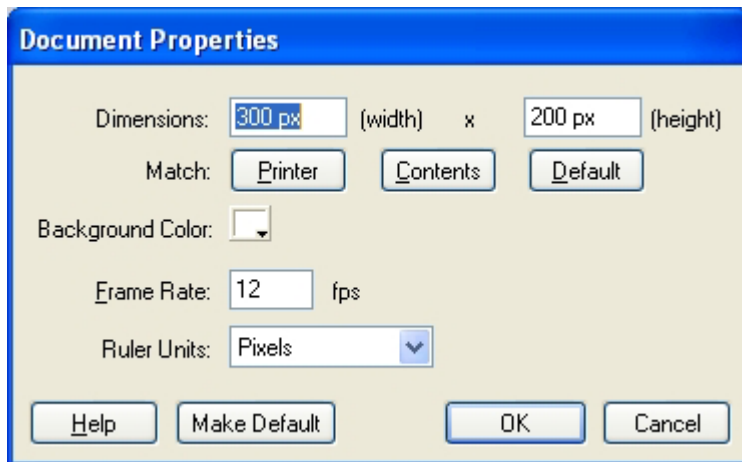 Document Properties
Dimensions: 300 px (width) x 200 px (height)
Match: Printer Contents Default
Background Color:
Frame Rate: 12 fps
Ruler Units: Pixels
Help Make Default OK Cancel